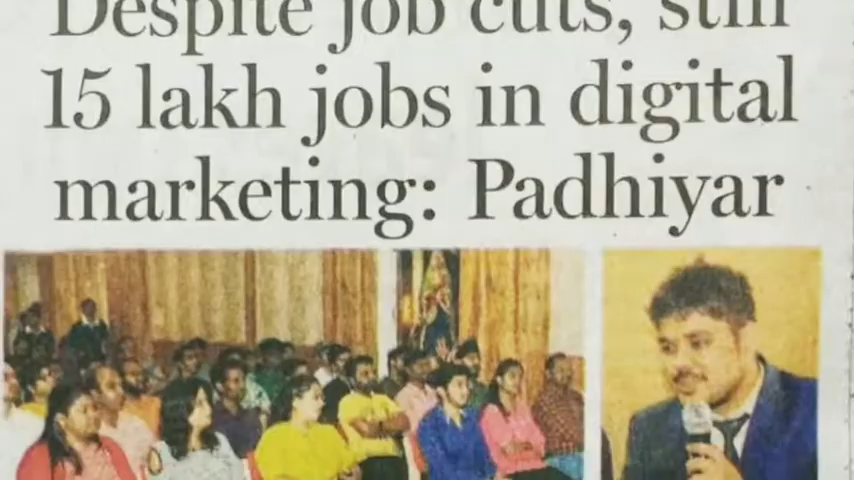 Despite job cuts, still
15 lakh jobs in digital
marketing: Padhiyar